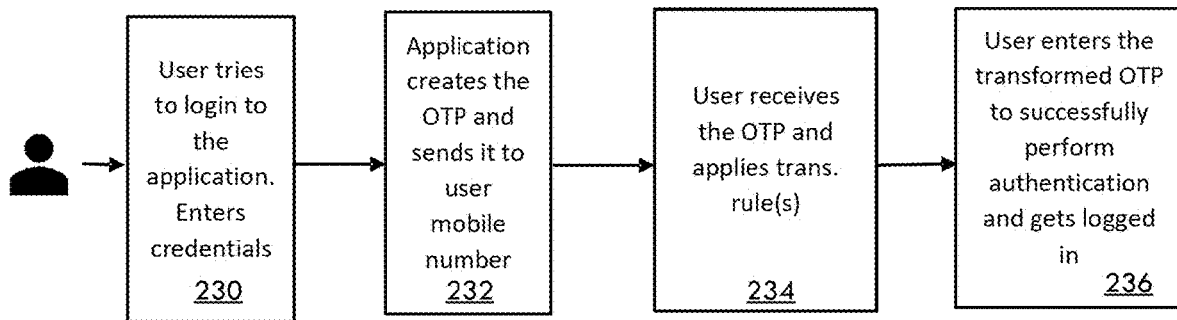 User tries
to login to
the
application.
Enters
credentials
230
Application
creates the
OTP and
sends it to
user
mobile
number
232
User receives
the OTP and
applies trans.
rule(s)
234
User enters the
transformed OTP
to successfully
perform
authentication
and gets logged
in
236